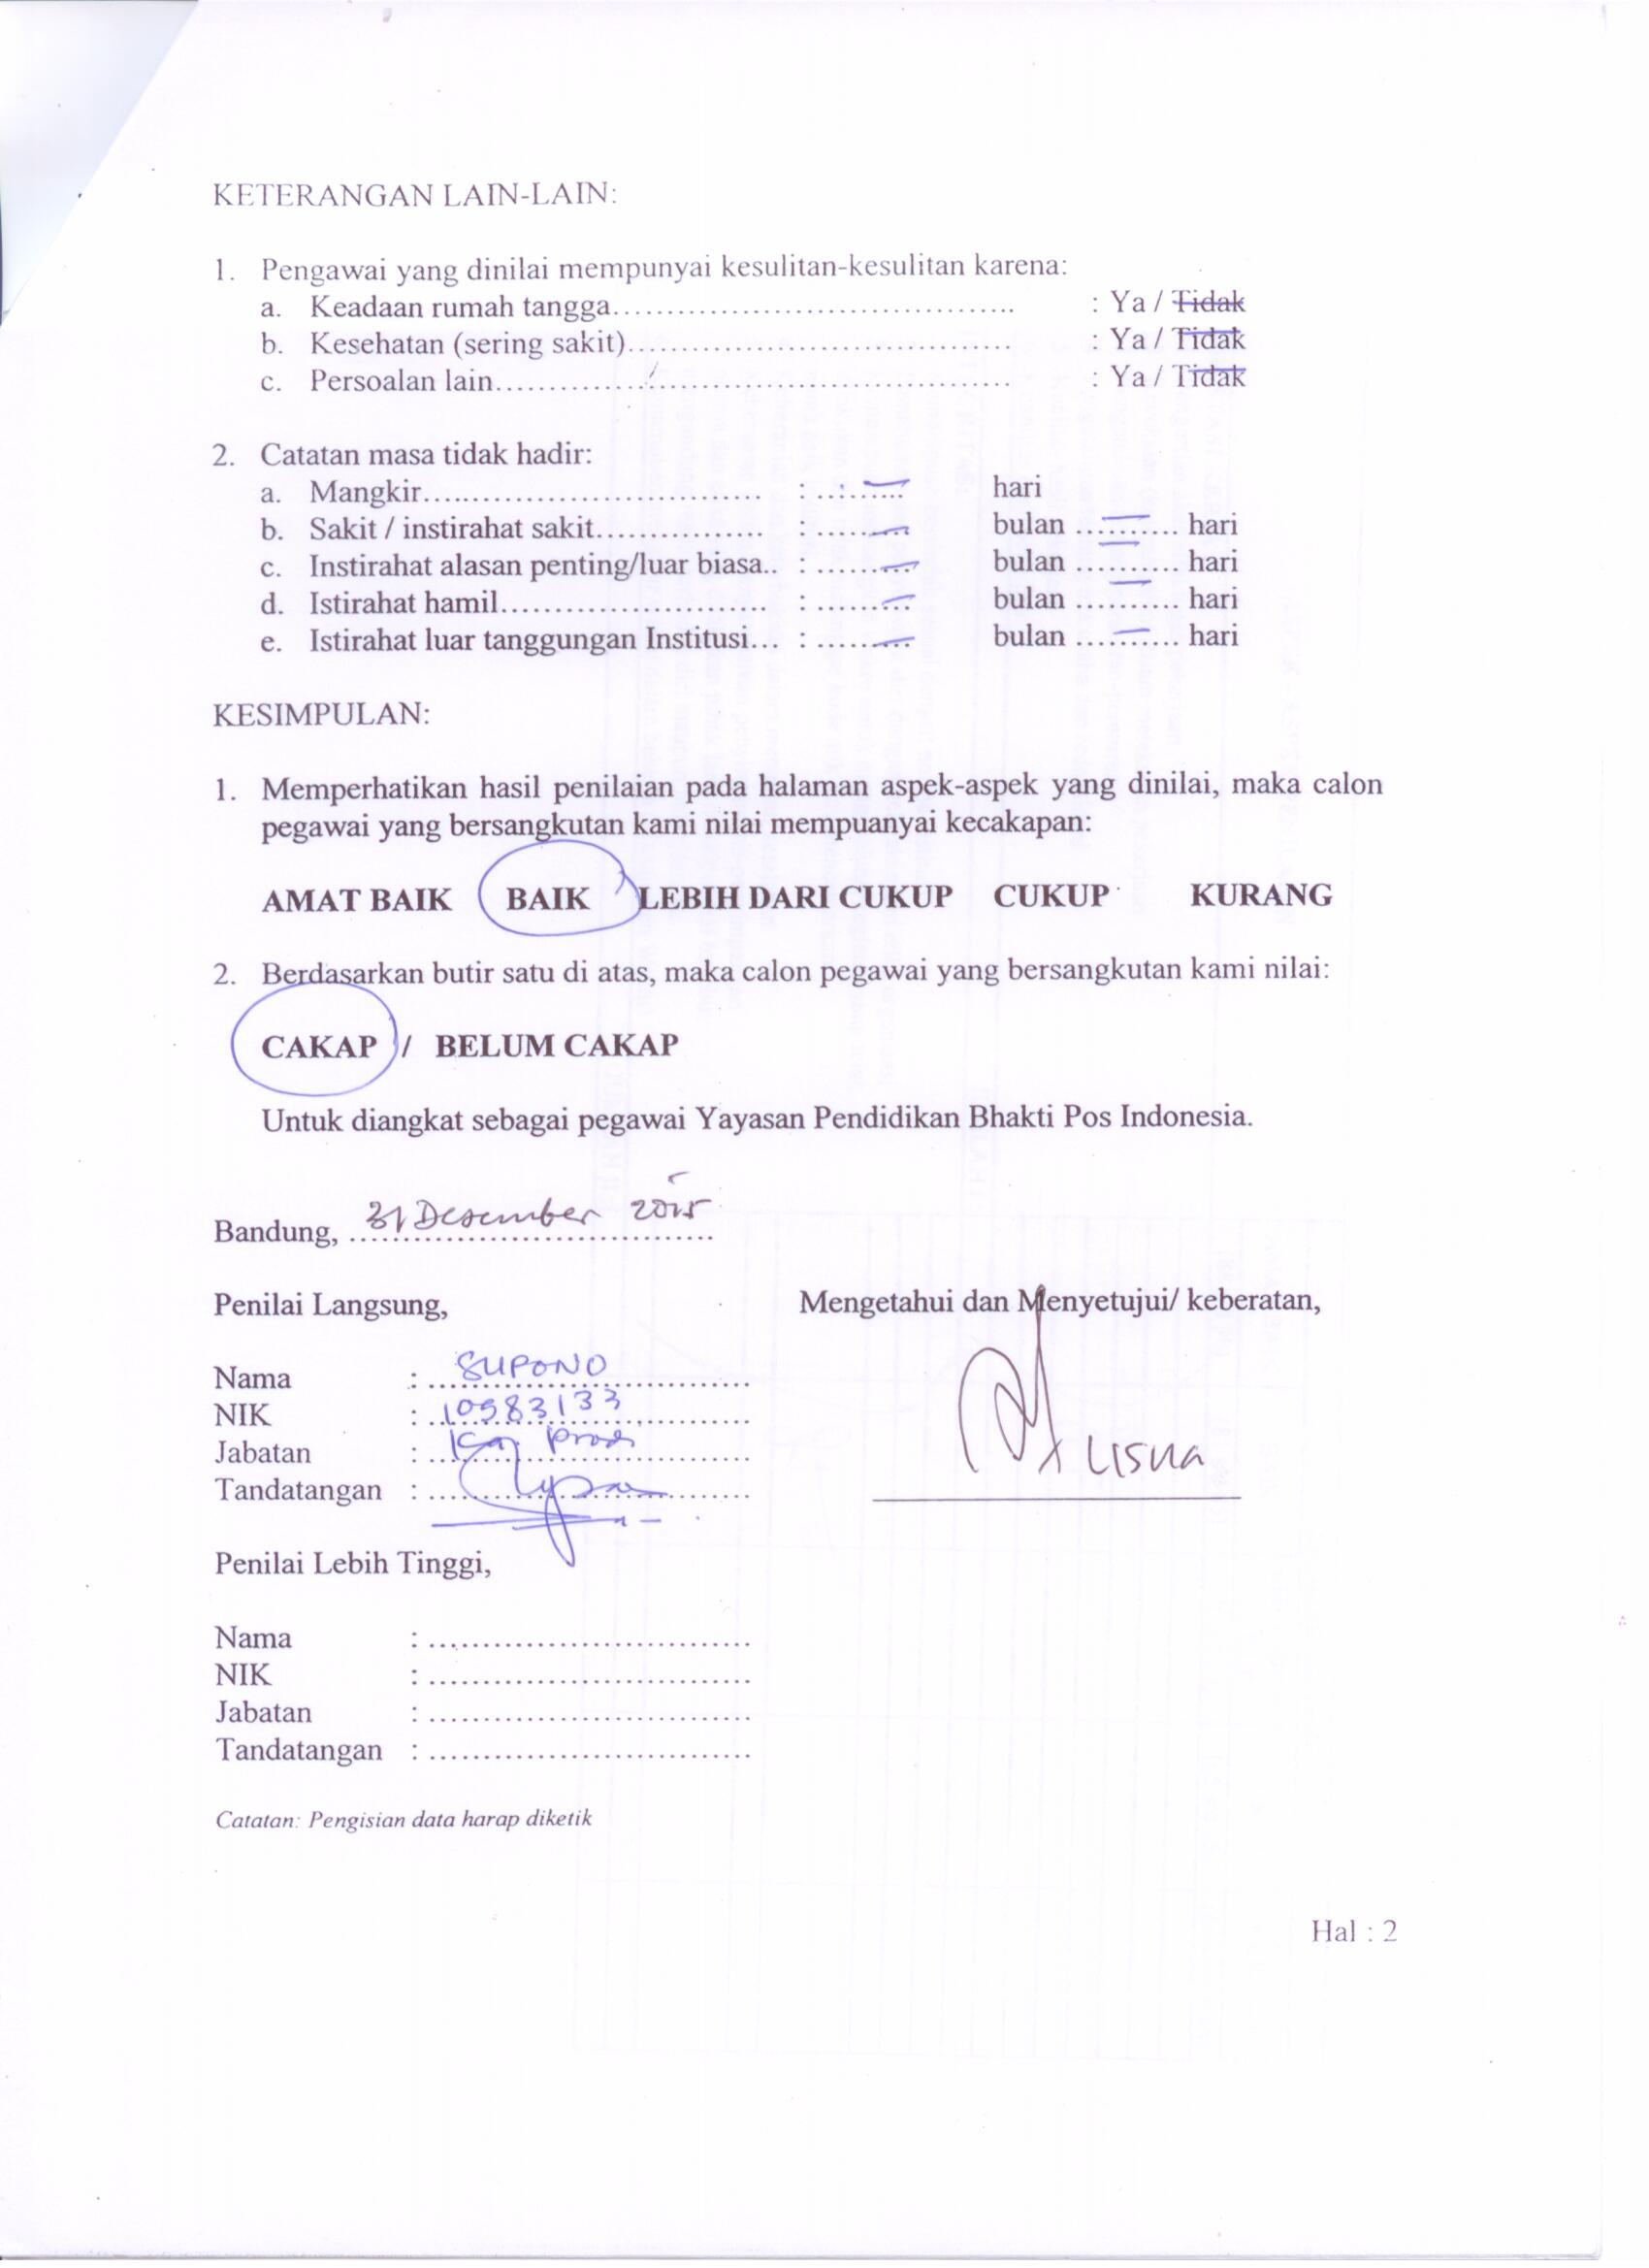 KETERANGAN LAIN-LAIN:
1. Pengawai yang dinilai mempunyai kesulitan-kesulitan karena:
a. Keadaan rumah tangga..................................... : Ya / Tidak
b. Kesehatan (sering sakit)................................... : Ya / Tidak
c. Persoalan lain............................................... : Ya / Tidak
2. Catatan masa tidak hadir:
a. Mangkir............................... : ..... — hari
b. Sakit / instirahat sakit................ : ..... — bulan ... — ... hari
c. Instirahat alasan penting/luar biasa.. : ..... — bulan ... — ... hari
d. Istirahat hamil......................... : ..... — bulan ... — ... hari
e. Istirahat luar tanggungan Institusi... : ..... — bulan ... — ... hari
KESIMPULAN:
1. Memperhatikan hasil penilaian pada halaman aspek-aspek yang dinilai, maka calon
pegawai yang bersangkutan kami nilai mempuanyai kecakapan:
AMAT BAIK BAIK LEBIH DARI CUKUP CUKUP KURANG
2. Berdasarkan butir satu di atas, maka calon pegawai yang bersangkutan kami nilai:
CAKAP / BELUM CAKAP
Untuk diangkat sebagai pegawai Yayasan Pendidikan Bhakti Pos Indonesia.
Bandung, 31 Desember 2015
Penilai Langsung, Mengetahui dan Menyetujui/ keberatan,
Nama : SUPONO
NIK : 10583133
Jabatan : Ka. Prodi
Tandatangan : ..............................
Lisna
Penilai Lebih Tinggi,
Nama : ..............................
NIK : ..............................
Jabatan : ..............................
Tandatangan : ..............................
Catatan: Pengisian data harap diketik
Hal : 2